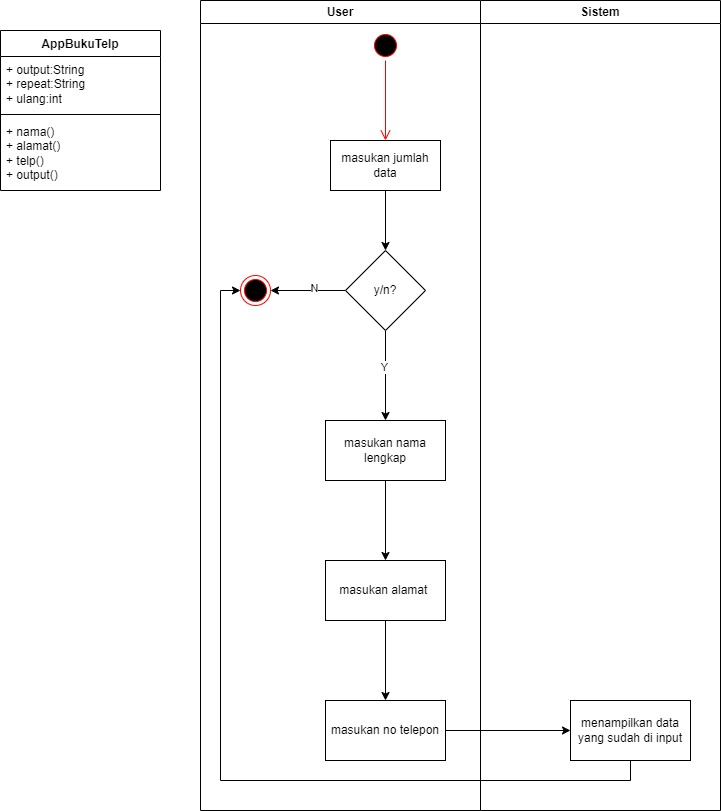 AppBukuTelp
+ output:String
+ repeat:String
+ ulang:int
+ nama()
+ alamat()
+ telp()
+ output()
User
Sistem
masukan jumlah
data
y/n?
N
Y
masukan nama
lengkap
masukan alamat
masukan no telepon
menampilkan data
yang sudah di input